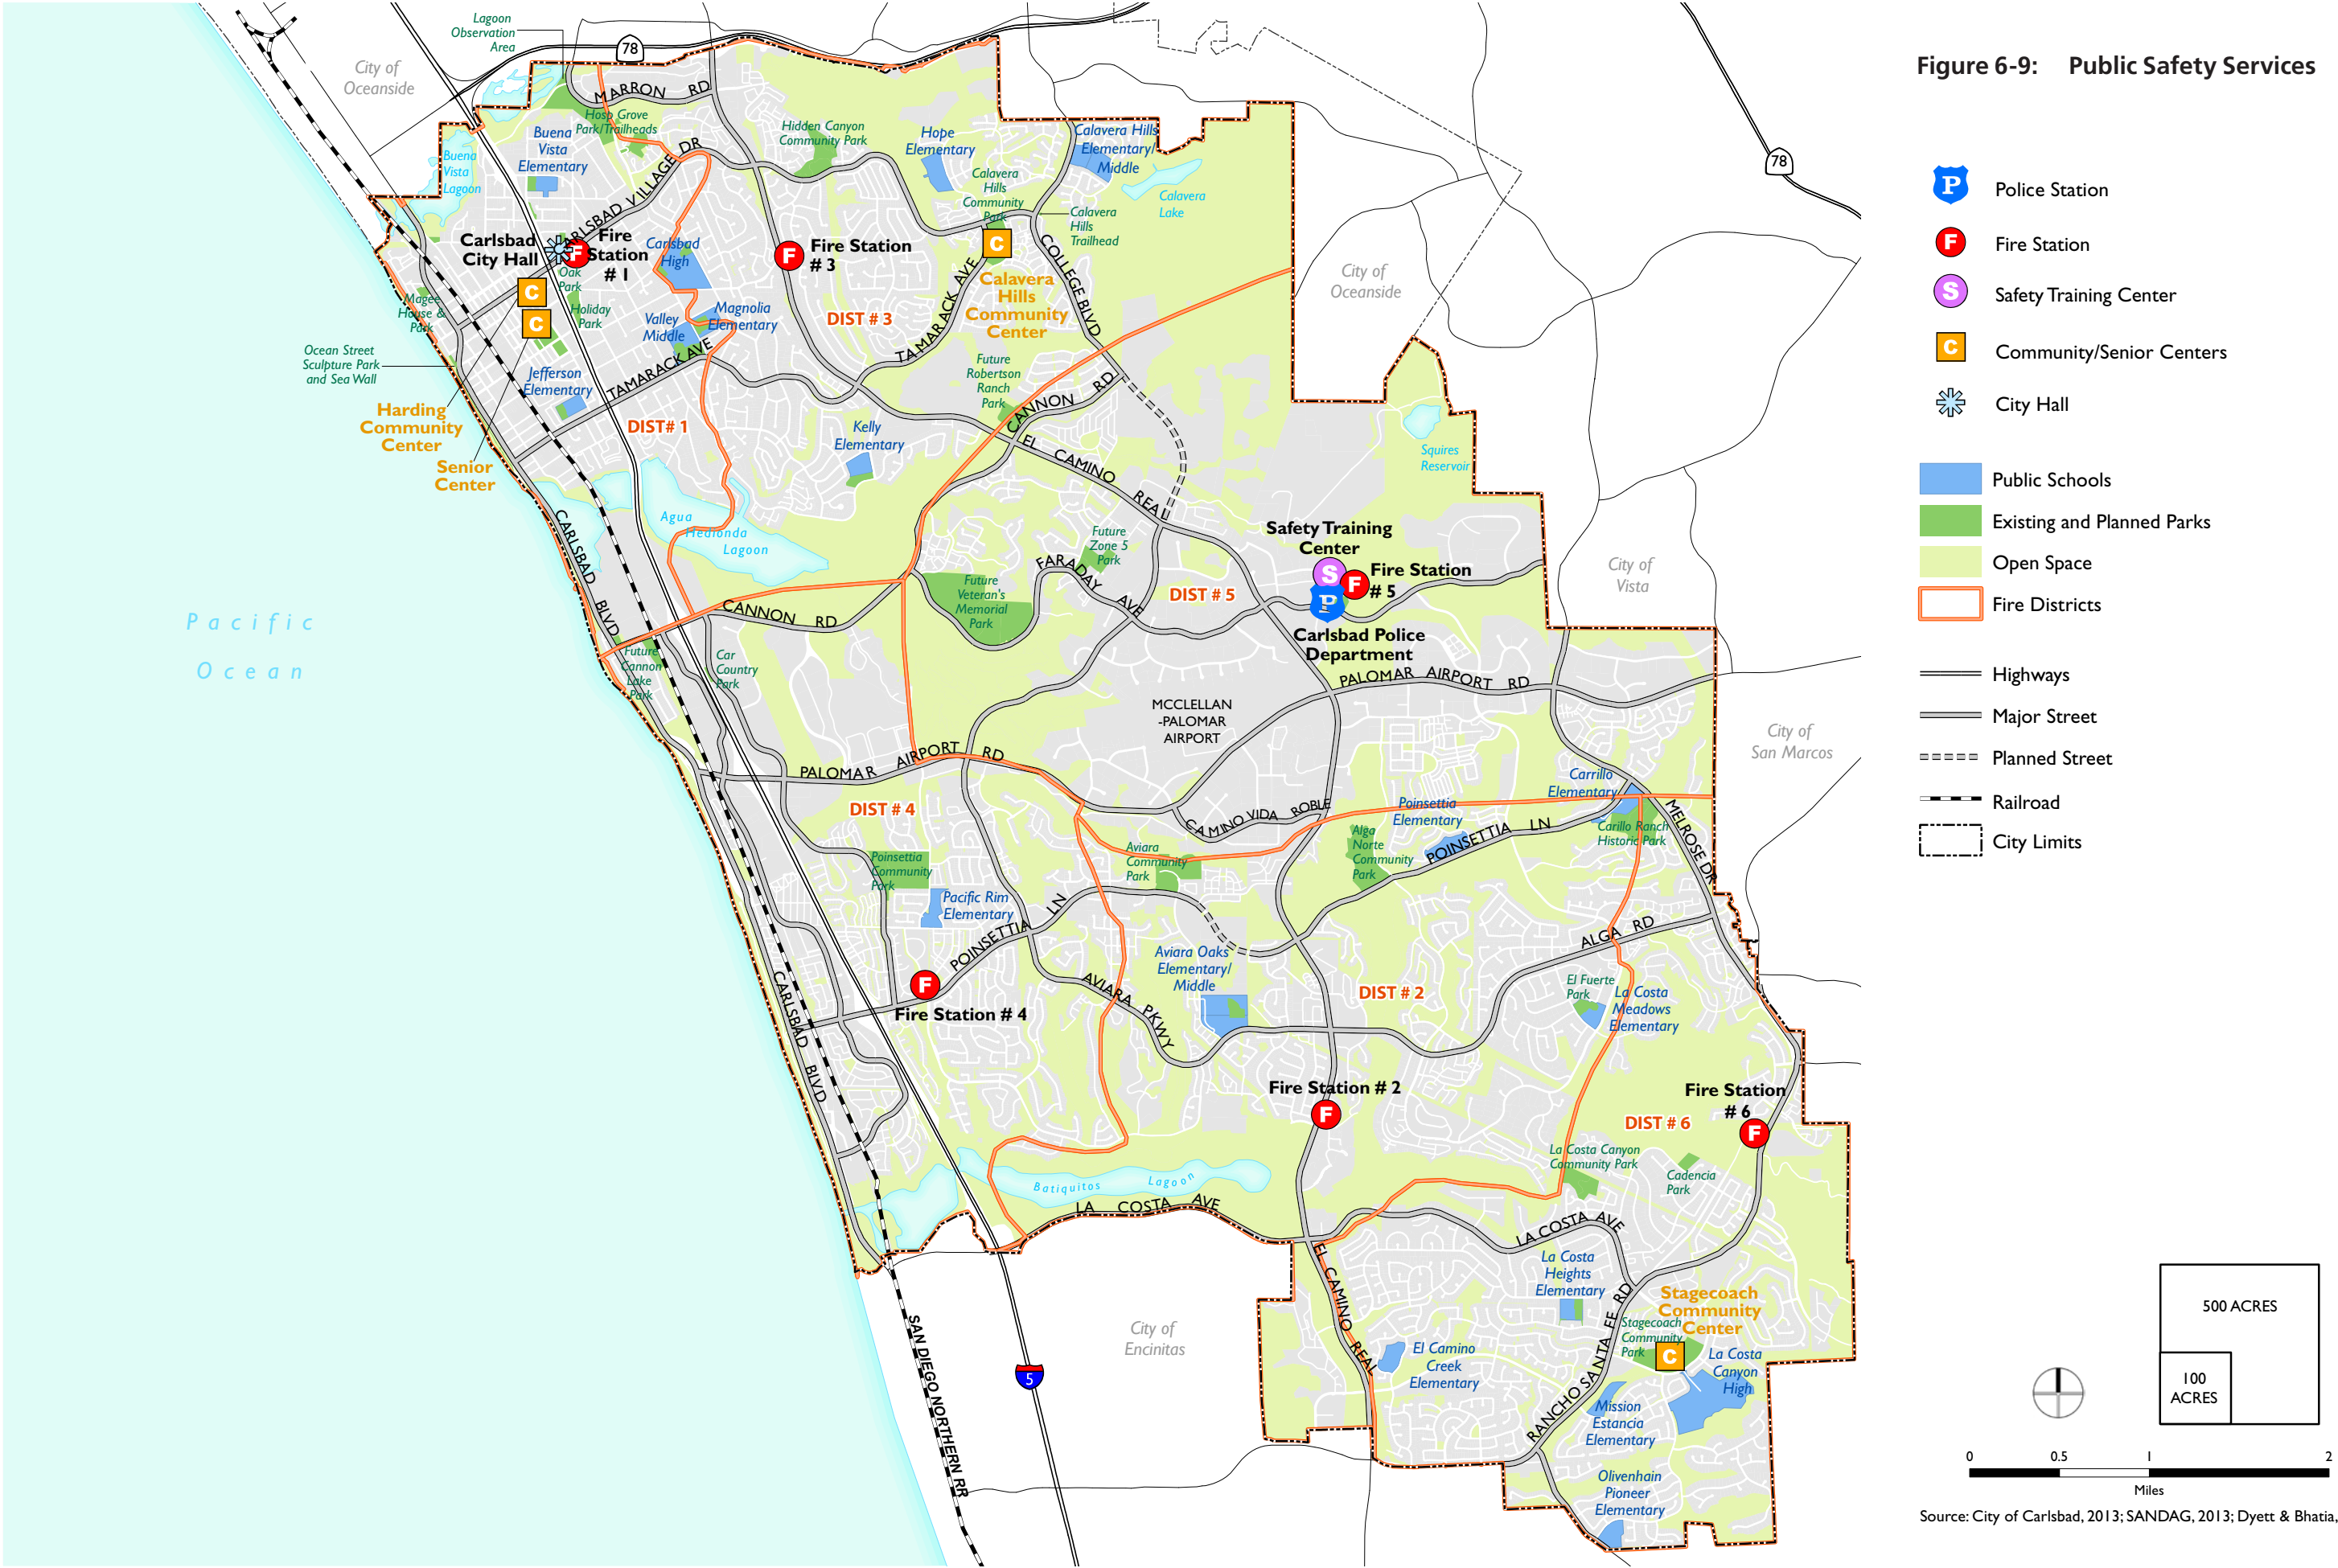 Figure 6-9: Public Safety Services
Police Station
Fire Station
Safety Training Center
Community/Senior Centers
City Hall
Public Schools
Existing and Planned Parks
Open Space
Fire Districts
Highways
Major Street
Planned Street
Railroad
City Limits
P
F
S
C
500 ACRES
100
ACRES
0 0.5 1 2
Miles
Source: City of Carlsbad, 2013; SANDAG, 2013; Dyett & Bhatia,
Lagoon
Observation
Area
78
78
City of
Oceanside
MARRON RD
Hosp Grove
Park/Trailheads
Buena
Vista
Elementary
Buena
Vista
Lagoon
Hidden Canyon
Community Park
Hope
Elementary
Calavera Hills
Elementary/
Middle
Calavera
Hills
Community
Park
Calavera
Lake
Calavera
Hills
Trailhead
CARLSBAD VILLAGE DR
Carlsbad
City Hall
F
Fire
Station
# 1
Oak
Park
Carlsbad
High
F
Fire Station
# 3
C
Calavera
Hills
Community
Center
COLLEGE BLVD
City of
Oceanside
C
C
Magee
House &
Park
Holiday
Park
Valley
Middle
Magnolia
Elementary
DIST # 3
TAMARACK AVE
Ocean Street
Sculpture Park
and Sea Wall
Jefferson
Elementary
TAMARACK AVE
Future
Robertson
Ranch
Park
CANNON RD
Harding
Community
Center
Senior
Center
DIST# 1
Kelly
Elementary
EL CAMINO REAL
Squires
Reservoir
Agua
Hedionda
Lagoon
CARLSBAD BLVD
Future
Zone 5
Park
FARADAY AVE
Safety Training
Center
S
F
Fire Station
# 5
P
Carlsbad Police
Department
DIST # 5
City of
Vista
Pacific
Ocean
Future
Veteran's
Memorial
Park
CANNON RD
Future
Cannon
Lake
Park
Car
Country
Park
MCCLELLAN
-PALOMAR
AIRPORT
PALOMAR AIRPORT RD
City of
San Marcos
PALOMAR AIRPORT RD
DIST # 4
CAMINO VIDA ROBLE
Poinsettia
Elementary
Carrillo
Elementary
Carillo Ranch
Historic Park
MELROSE DR
Poinsettia
Community
Park
Aviara
Community
Park
Alga
Norte
Community
Park
POINSETTIA LN
Pacific Rim
Elementary
POINSETTIA LN
ALGA RD
Aviara Oaks
Elementary/
Middle
F
Fire Station # 4
AVIARA PKWY
DIST # 2
El Fuerte
Park
La Costa
Meadows
Elementary
CARLSBAD BLVD
Fire Station # 2
F
Fire Station
# 6
F
DIST # 6
La Costa Canyon
Community Park
Cadencia
Park
Batiquitos Lagoon
LA COSTA AVE
LA COSTA AVE
La Costa
Heights
Elementary
EL CAMINO REAL
Stagecoach
Community
Center
Stagecoach
Community
Park
C
La Costa
Canyon
High
RANCHO SANTA FE RD
City of
Encinitas
El Camino
Creek
Elementary
Mission
Estancia
Elementary
5
SAN DIEGO NORTHERN RR
Olivenhain
Pioneer
Elementary